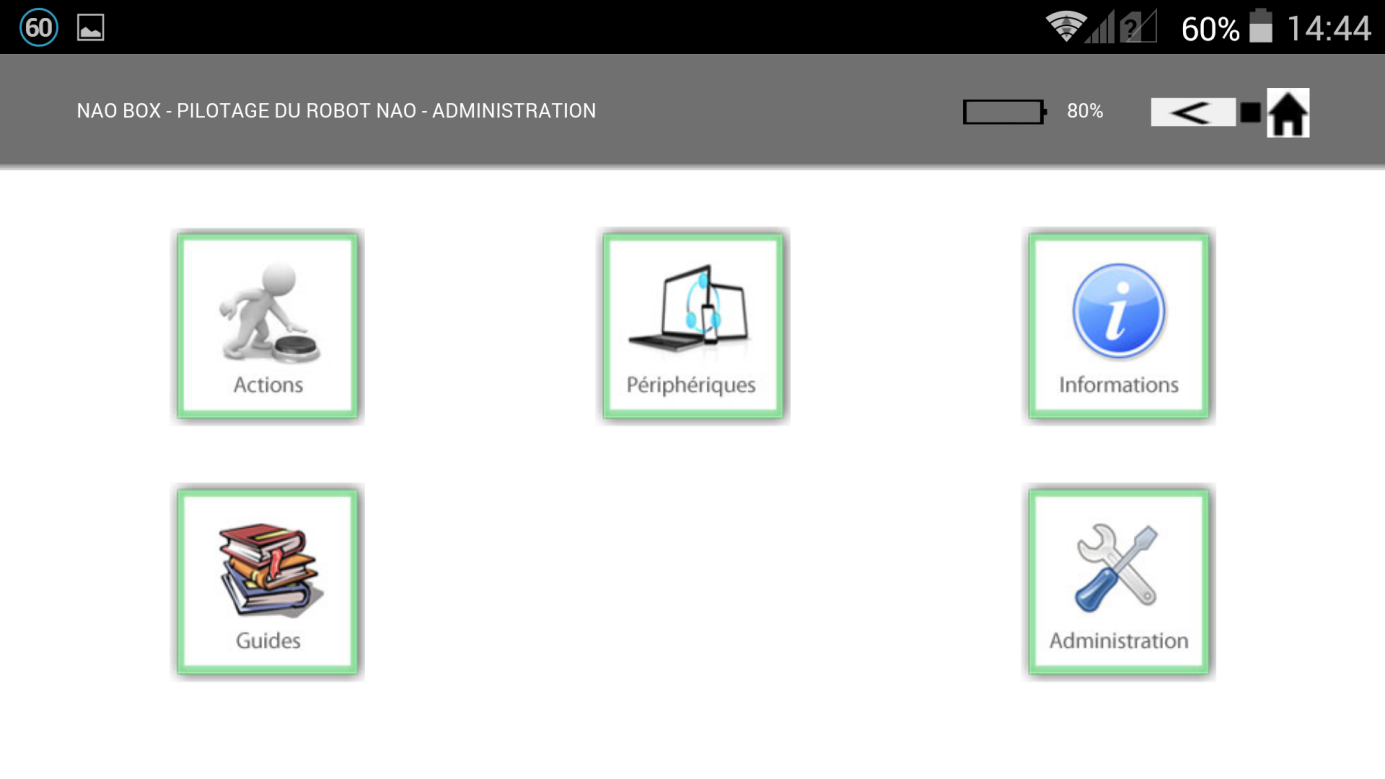 60
60% 14:44
NAO BOX - PILOTAGE DU ROBOT NAO - ADMINISTRATION
80%
<
Actions
Périphériques
i
Informations
Guides
Administration